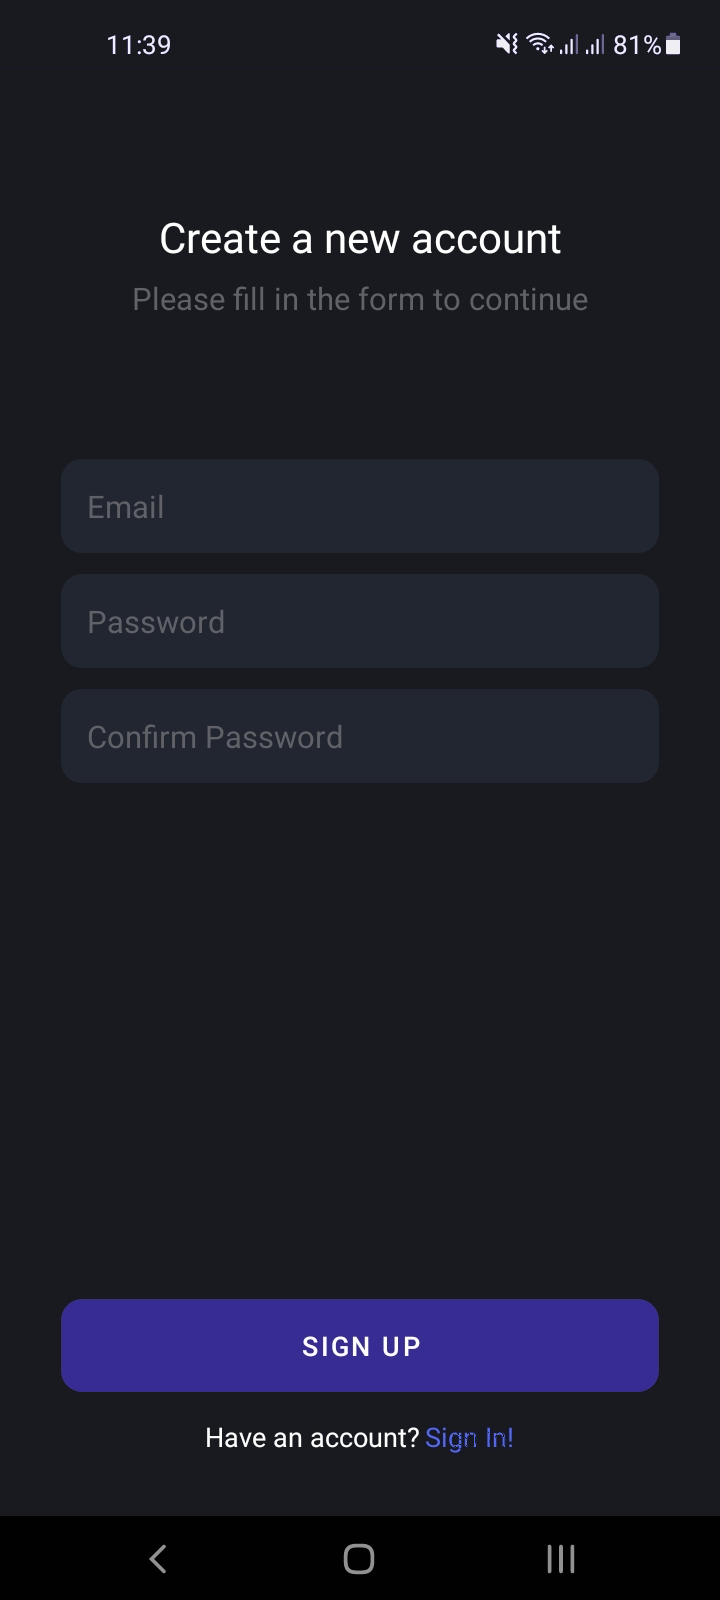 11:39 81%
Create a new account
Please fill in the form to continue
Email
Password
Confirm Password
SIGN UP
Have an account? Sign In!